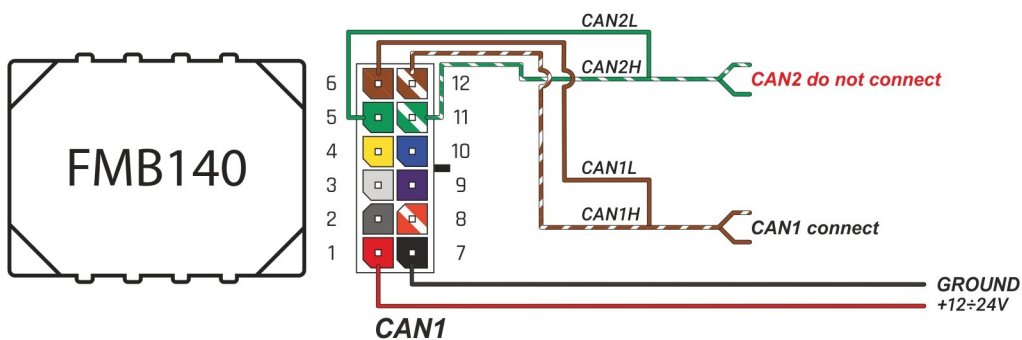 CAN2L
CAN2H
CAN2 do not connect
6 12
5 11
4 10
FMB140
3 9
CAN1L
2 8
CAN1H
CAN1 connect
1 7
GROUND
+12÷24V
CAN1